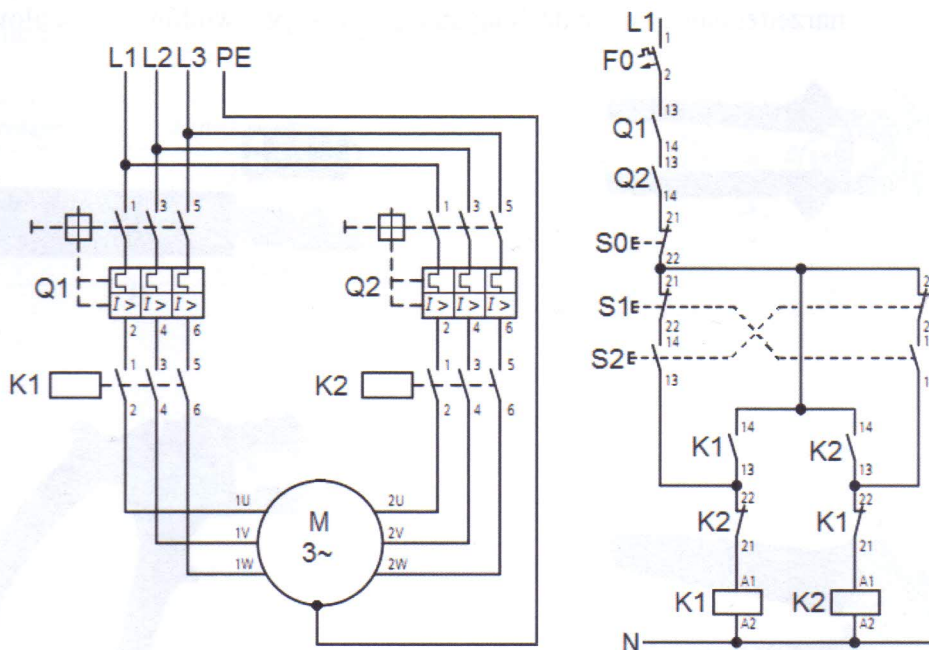 L1 L2 L3 PE
1 3 5
1 3 5
Q1
I> I> I>
Q2
I> I> I>
2 4 6
2 4 6
K1
1 3 5
2 4 6
K2
1 3 5
2 4 6
1U
1V
1W
M
3~
2U
2V
2W
L1
1
F0
2
13
Q1
14
13
Q2
14
21
S0
22
21
S1
22
14
S2
13
14
K1
13
14
K2
13
22
K2
21
22
K1
21
A1
K1
A2
A1
K2
A2
N